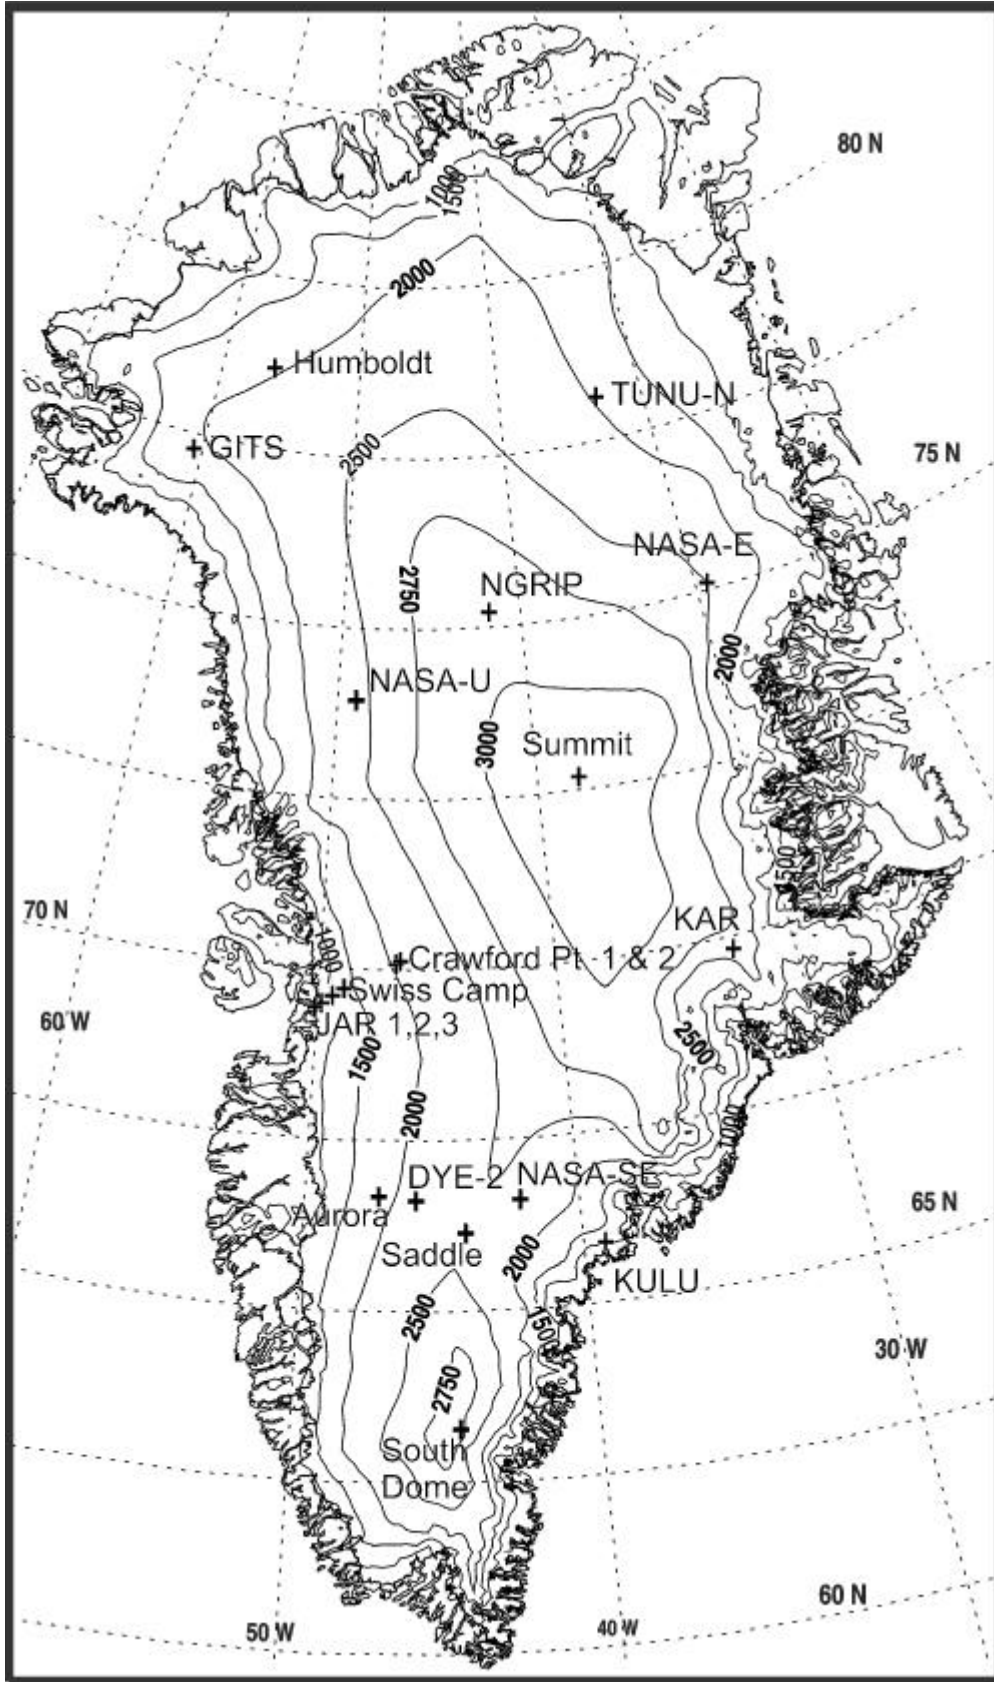 80 N
1000
1500
2000
Humboldt
TUNU-N
GITS
2500
75 N
NASA-E
2750
NGRIP
2000
NASA-U
3000
Summit
1500
70 N
KAR
1000
Crawford Pt 1 & 2
Swiss Camp
60 W
JAR 1,2,3
1500
2500
2000
1000
DYE-2
NASA-SE
65 N
Aurora
Saddle
2000
KULU
2500
1500
30 W
2750
South
Dome
60 N
50 W
40 W